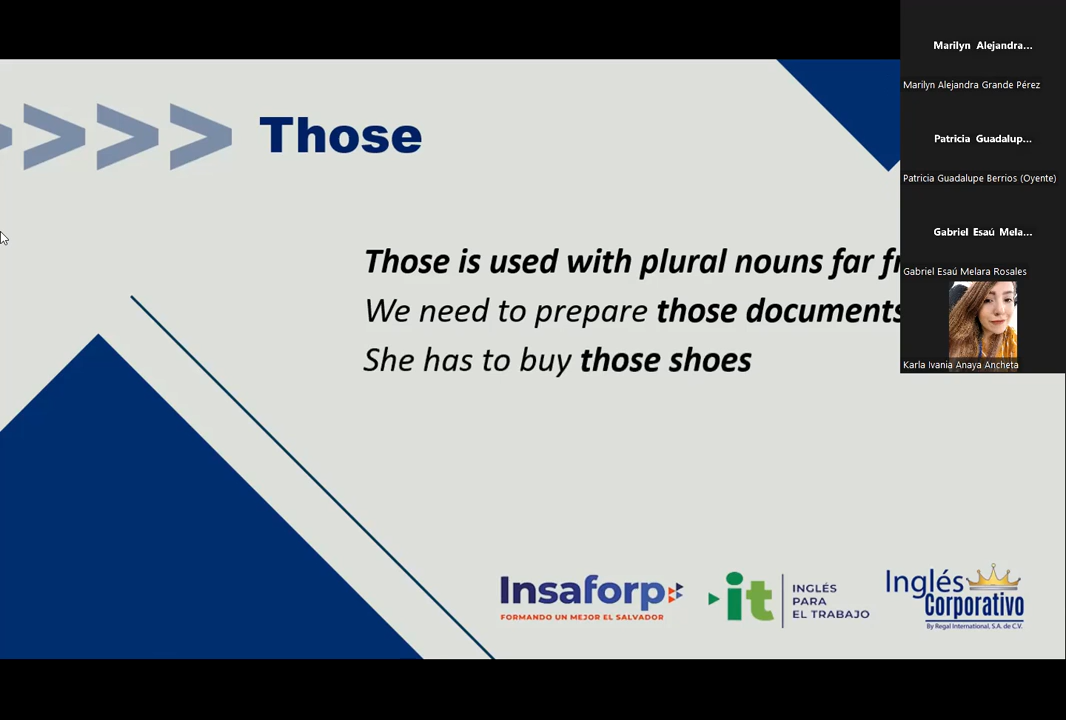 Those
Those is used with plural nouns far
We need to prepare those documents
She has to buy those shoes
Insaforp
FORMANDO UN MEJOR EL SALVADOR
it
INGLÉS
PARA
EL TRABAJO
Inglés
Corporativo
By Regal International, S.A. de C.V.
Marilyn Alejandra...
Marilyn Alejandra Grande Pérez
Patricia Guadalup...
Patricia Guadalupe Berrios (Oyente)
Gabriel Esaú Mela...
Gabriel Esaú Melara Rosales
Karla Ivania Anaya Ancheta